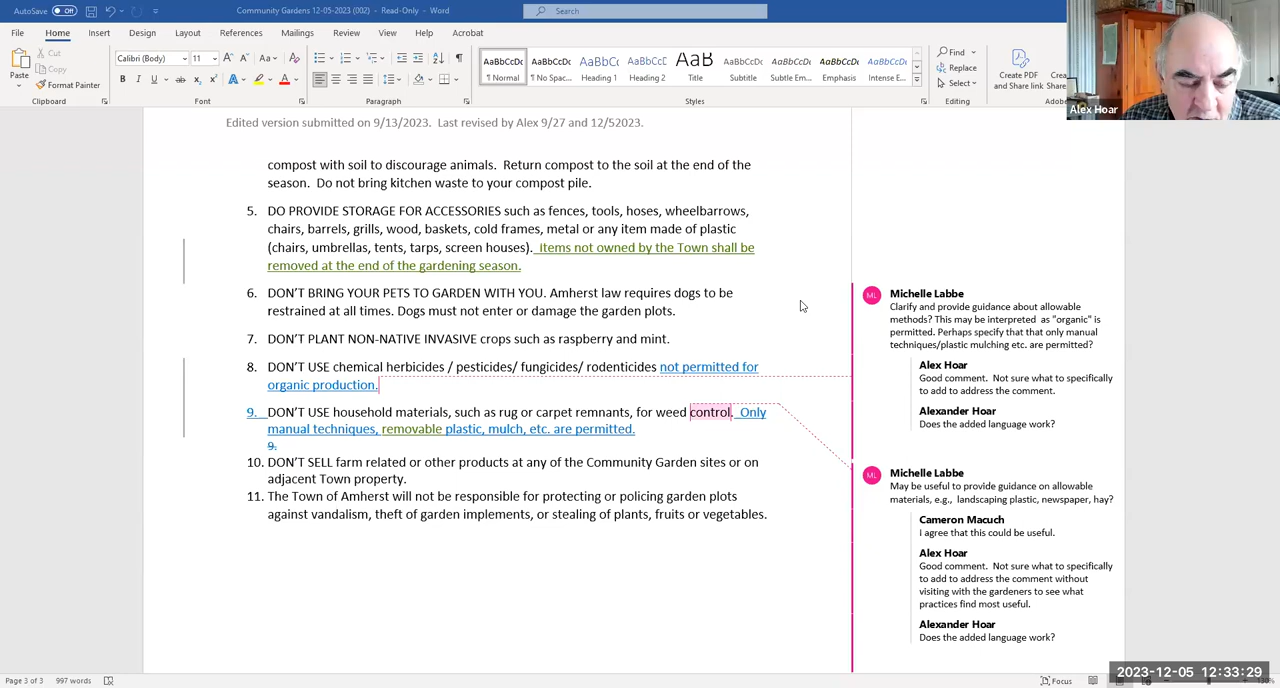 AutoSave Off
Community Gardens 12-05-2023 (002) - Read-Only - Word
Search
File Home Insert Design Layout References Mailings Review View Help Acrobat
Paste
Cut
Copy
Format Painter
Clipboard
Calibri (Body) 11
Font
Paragraph
AaBbCcDc AaBbCcDc AaBbC AaBbCcC AaB AaBbCcD AaBbCcDc AaBbCcDc AaBbCcDc
¶ Normal ¶ No Spac... Heading 1 Heading 2 Title Subtitle Subtle Em... Emphasis Intense E...
Styles
Find
Replace
Select
Editing
Create PDF
and Share link
Alex Hoar
Edited version submitted on 9/13/2023. Last revised by Alex 9/27 and 12/52023.
compost with soil to discourage animals. Return compost to the soil at the end of the
season. Do not bring kitchen waste to your compost pile.
5. DO PROVIDE STORAGE FOR ACCESSORIES such as fences, tools, hoses, wheelbarrows,
chairs, barrels, grills, wood, baskets, cold frames, metal or any item made of plastic
(chairs, umbrellas, tents, tarps, screen houses). Items not owned by the Town shall be
removed at the end of the gardening season.
6. DON'T BRING YOUR PETS TO GARDEN WITH YOU. Amherst law requires dogs to be
restrained at all times. Dogs must not enter or damage the garden plots.
7. DON'T PLANT NON-NATIVE INVASIVE crops such as raspberry and mint.
8. DON'T USE chemical herbicides / pesticides/ fungicides/ rodenticides not permitted for
organic production.
9. DON'T USE household materials, such as rug or carpet remnants, for weed control. Only
manual techniques, removable plastic, mulch, etc. are permitted.
9.
10. DON'T SELL farm related or other products at any of the Community Garden sites or on
adjacent Town property.
11. The Town of Amherst will not be responsible for protecting or policing garden plots
against vandalism, theft of garden implements, or stealing of plants, fruits or vegetables.
ML Michelle Labbe
Clarify and provide guidance about allowable
methods? This may be interpreted as "organic" is
permitted. Perhaps specify that that only manual
techniques/plastic mulching etc. are permitted?
Alex Hoar
Good comment. Not sure what to specifically
to add to address the comment.
Alexander Hoar
Does the added language work?
ML Michelle Labbe
May be useful to provide guidance on allowable
materials, e.g., landscaping plastic, newspaper, hay?
Cameron Macuch
I agree that this could be useful.
Alex Hoar
Good comment. Not sure what to specifically
to add to address the comment without
visiting with the gardeners to see what
practices find most useful.
Alexander Hoar
Does the added language work?
2023-12-05 12:33:29
Page 3 of 3 997 words
Focus